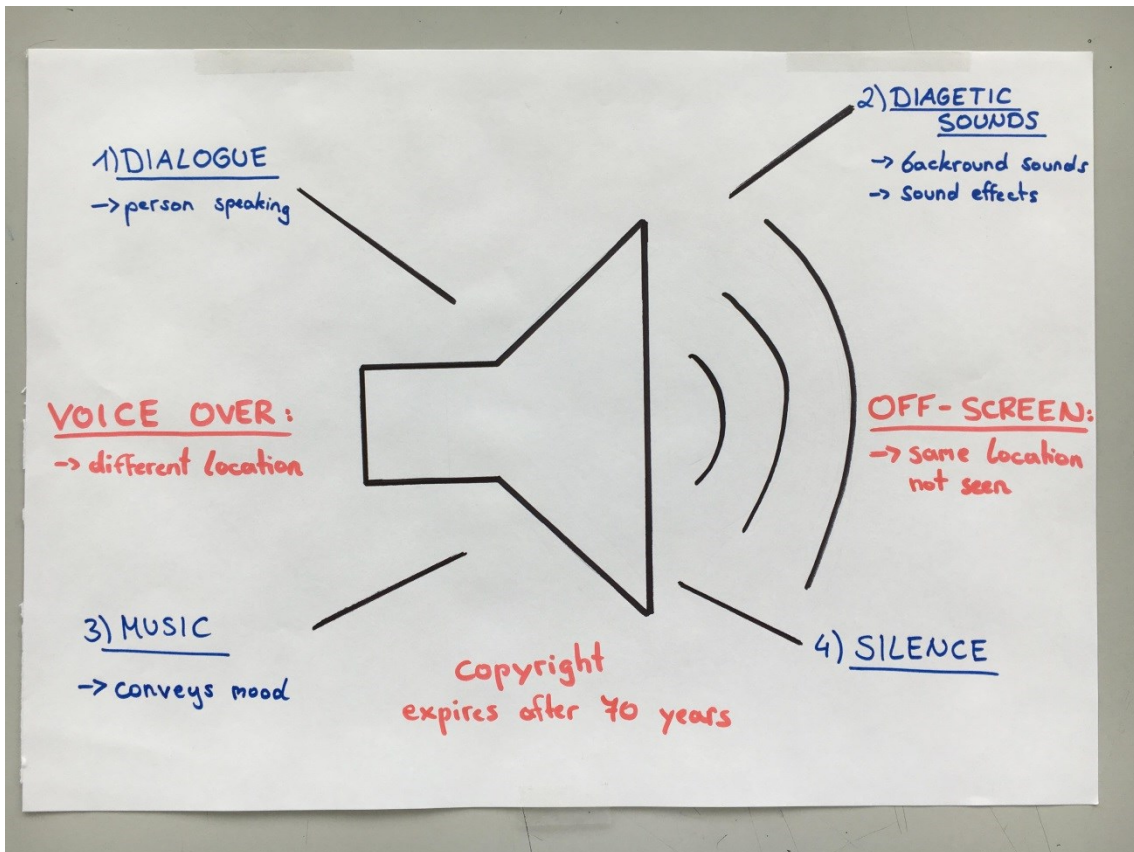 1) DIALOGUE
→ person speaking
2) DIAGETIC
SOUNDS
→ backround sounds
→ sound effects
VOICE OVER:
→ different location
OFF-SCREEN:
→ same location
not seen
3) MUSIC
→ conveys mood
4) SILENCE
copyright
expires after 70 years